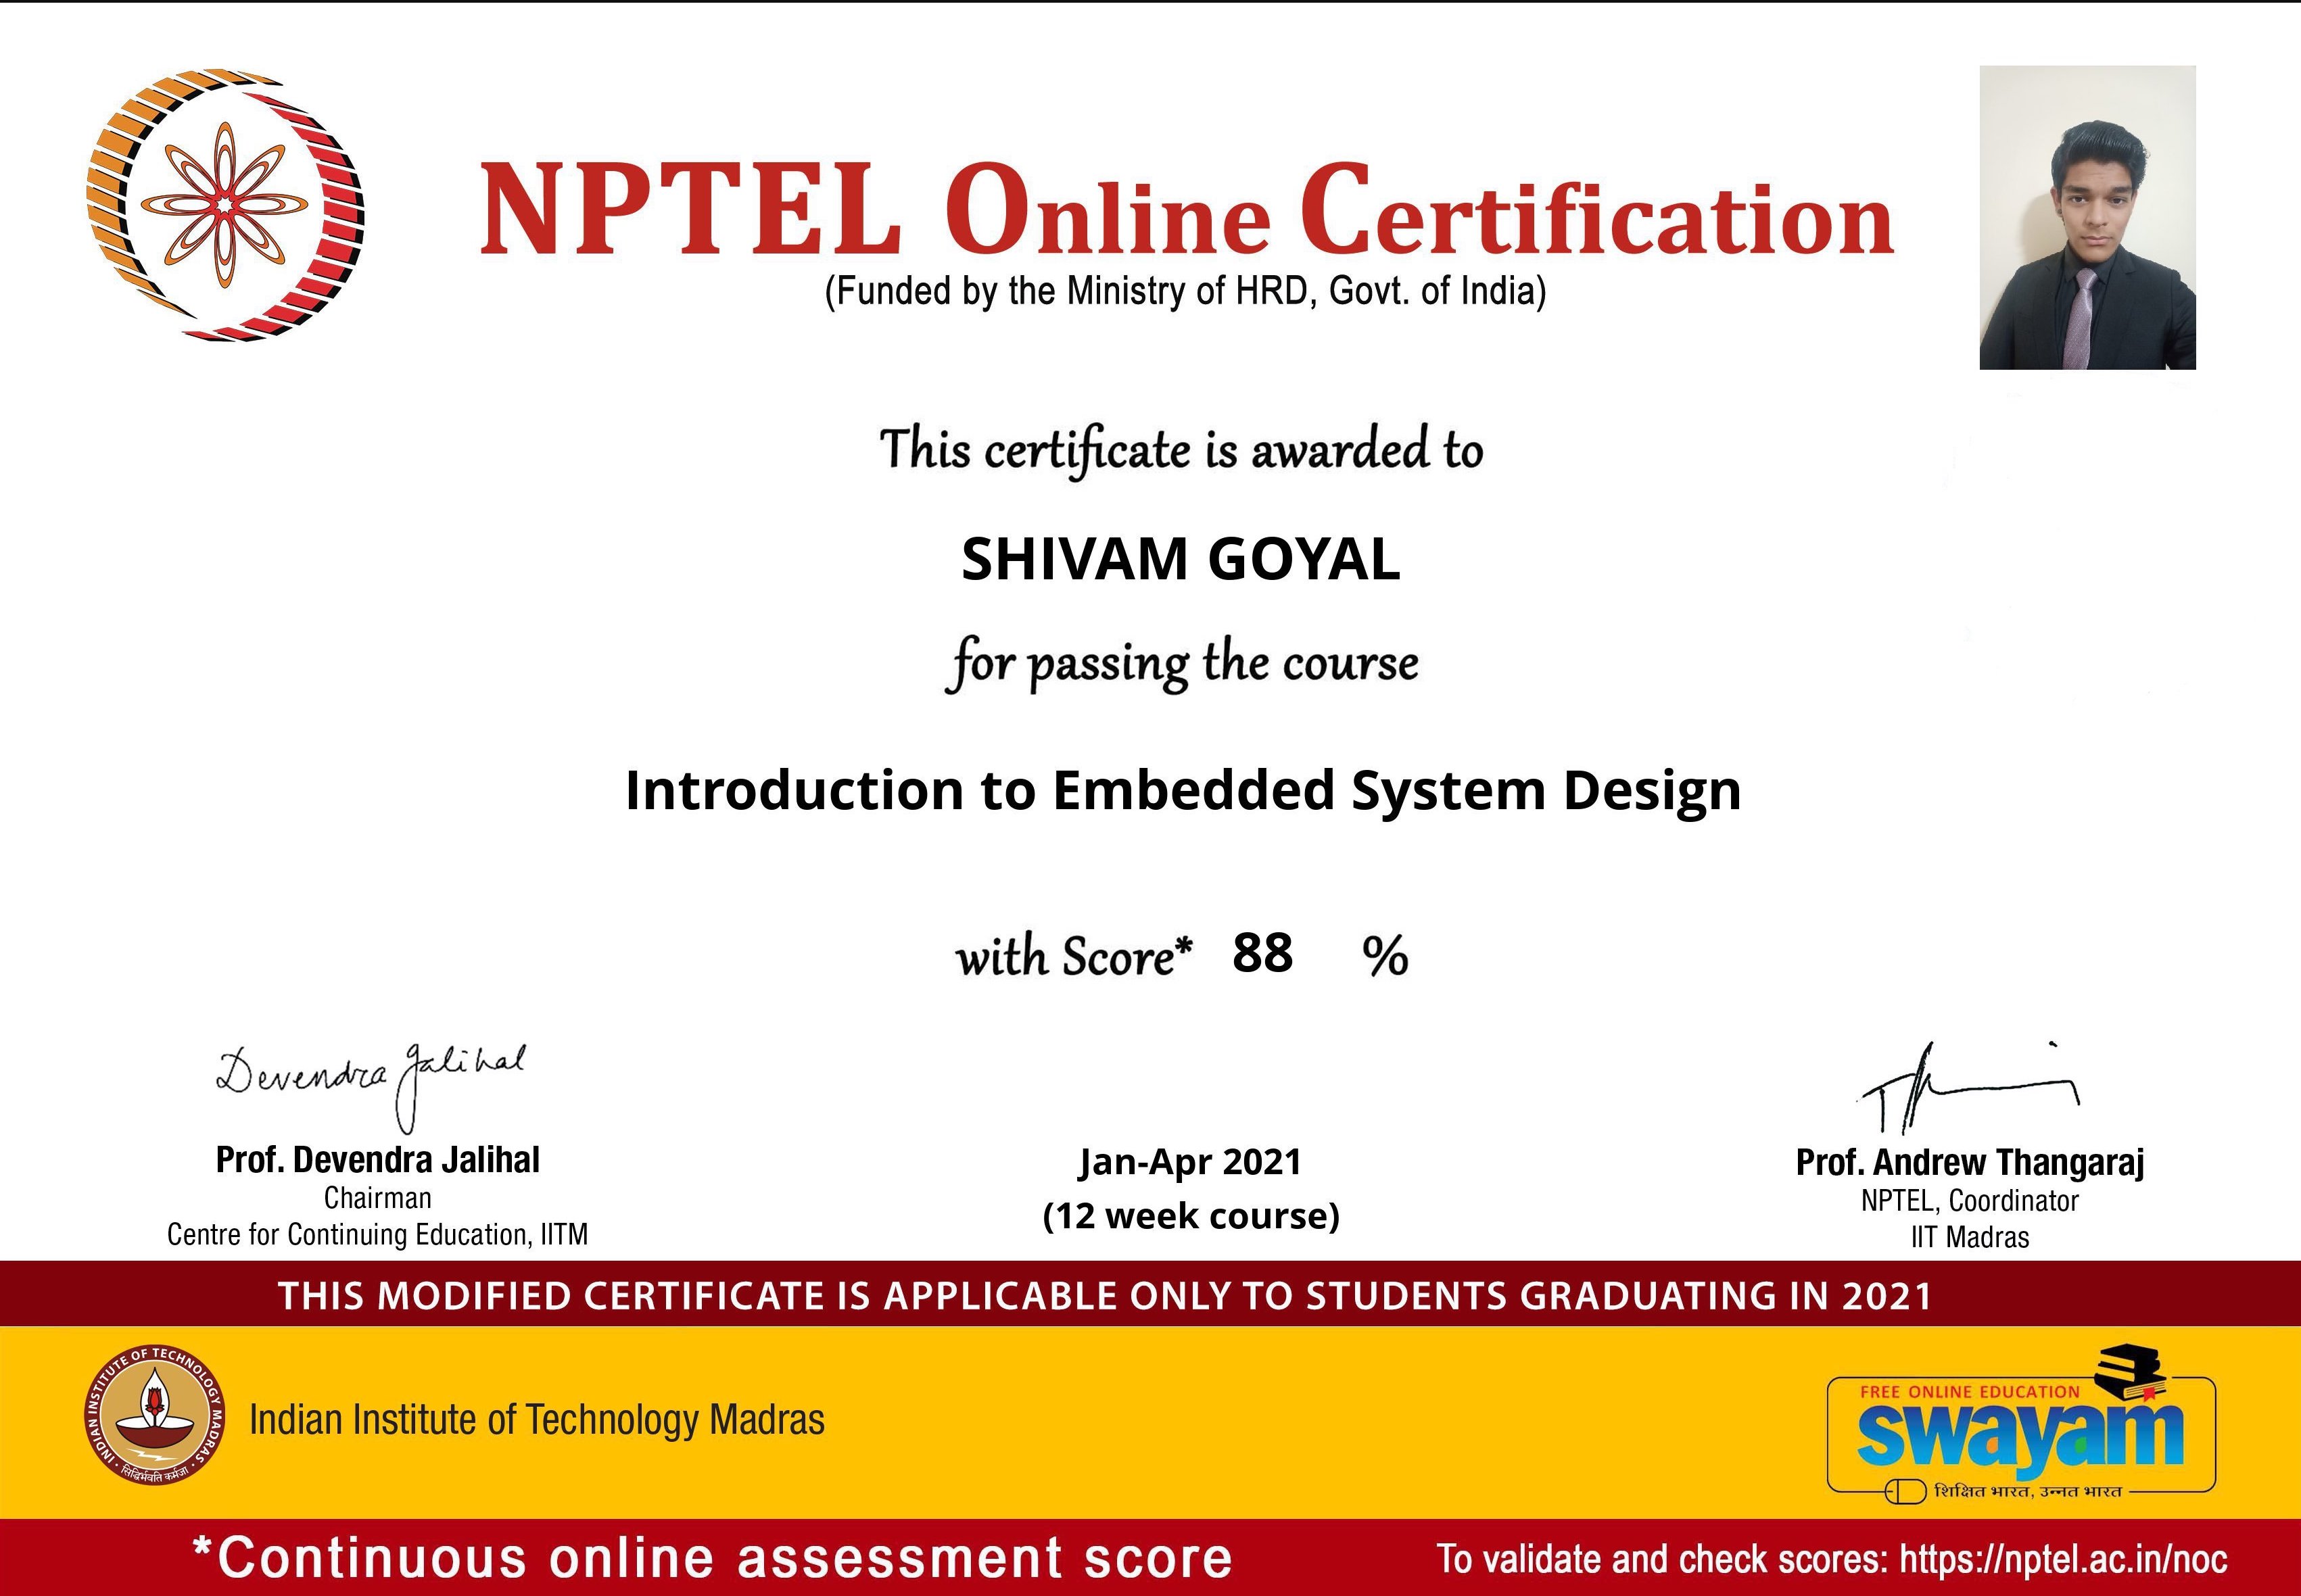 NPTEL Online Certification
(Funded by the Ministry of HRD, Govt. of India)
This certificate is awarded to
SHIVAM GOYAL
for passing the course
Introduction to Embedded System Design
with Score* 88 %
Devendra Jalihal
Prof. Devendra Jalihal
Chairman
Centre for Continuing Education, IITM
Jan-Apr 2021
(12 week course)
Prof. Andrew Thangaraj
NPTEL, Coordinator
IIT Madras
THIS MODIFIED CERTIFICATE IS APPLICABLE ONLY TO STUDENTS GRADUATING IN 2021
INDIAN INSTITUTE OF TECHNOLOGY MADRAS
सिद्धिर्भवति कर्मजा
Indian Institute of Technology Madras
FREE ONLINE EDUCATION
swayam
शिक्षित भारत, उन्नत भारत
*Continuous online assessment score
To validate and check scores: https://nptel.ac.in/noc